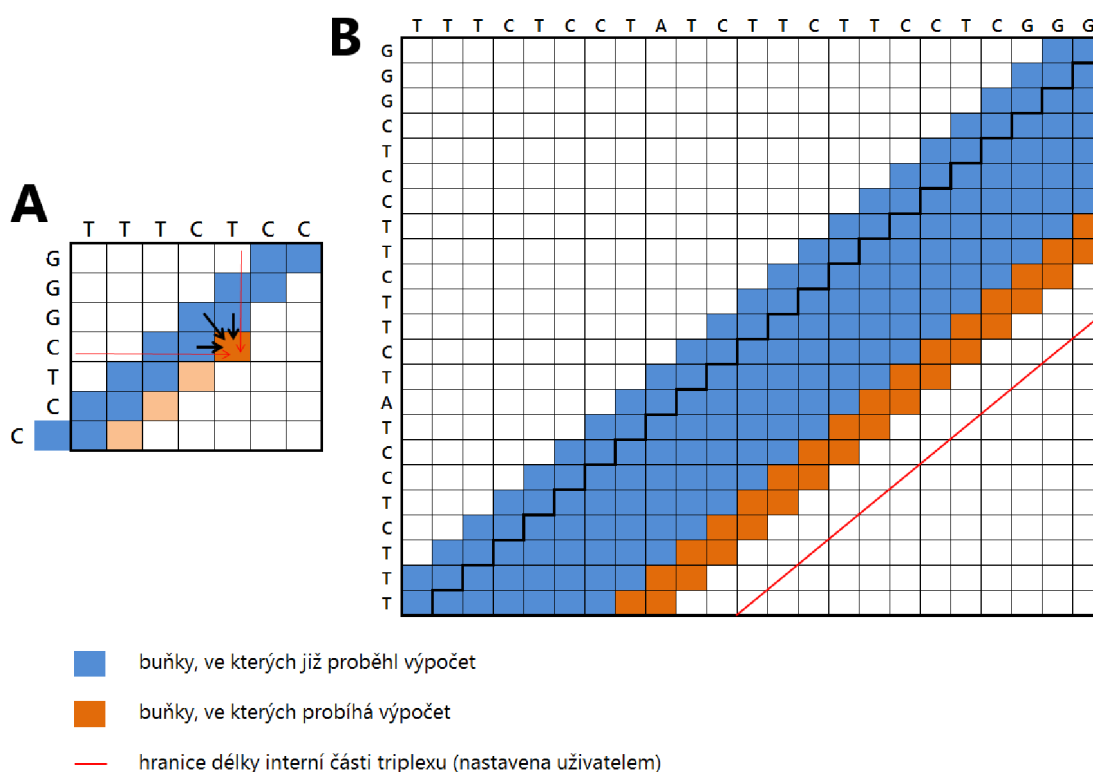 A
T T T C T C C
G
G
G
C
T
C
C
B
T T T C T C C T A T C T T C T T C C T C G G G
G
G
G
C
T
C
C
T
T
C
T
T
C
T
A
T
C
C
T
C
T
T
T
buňky, ve kterých již proběhl výpočet
buňky, ve kterých probíhá výpočet
hranice délky interní části triplexu (nastavena uživatelem)